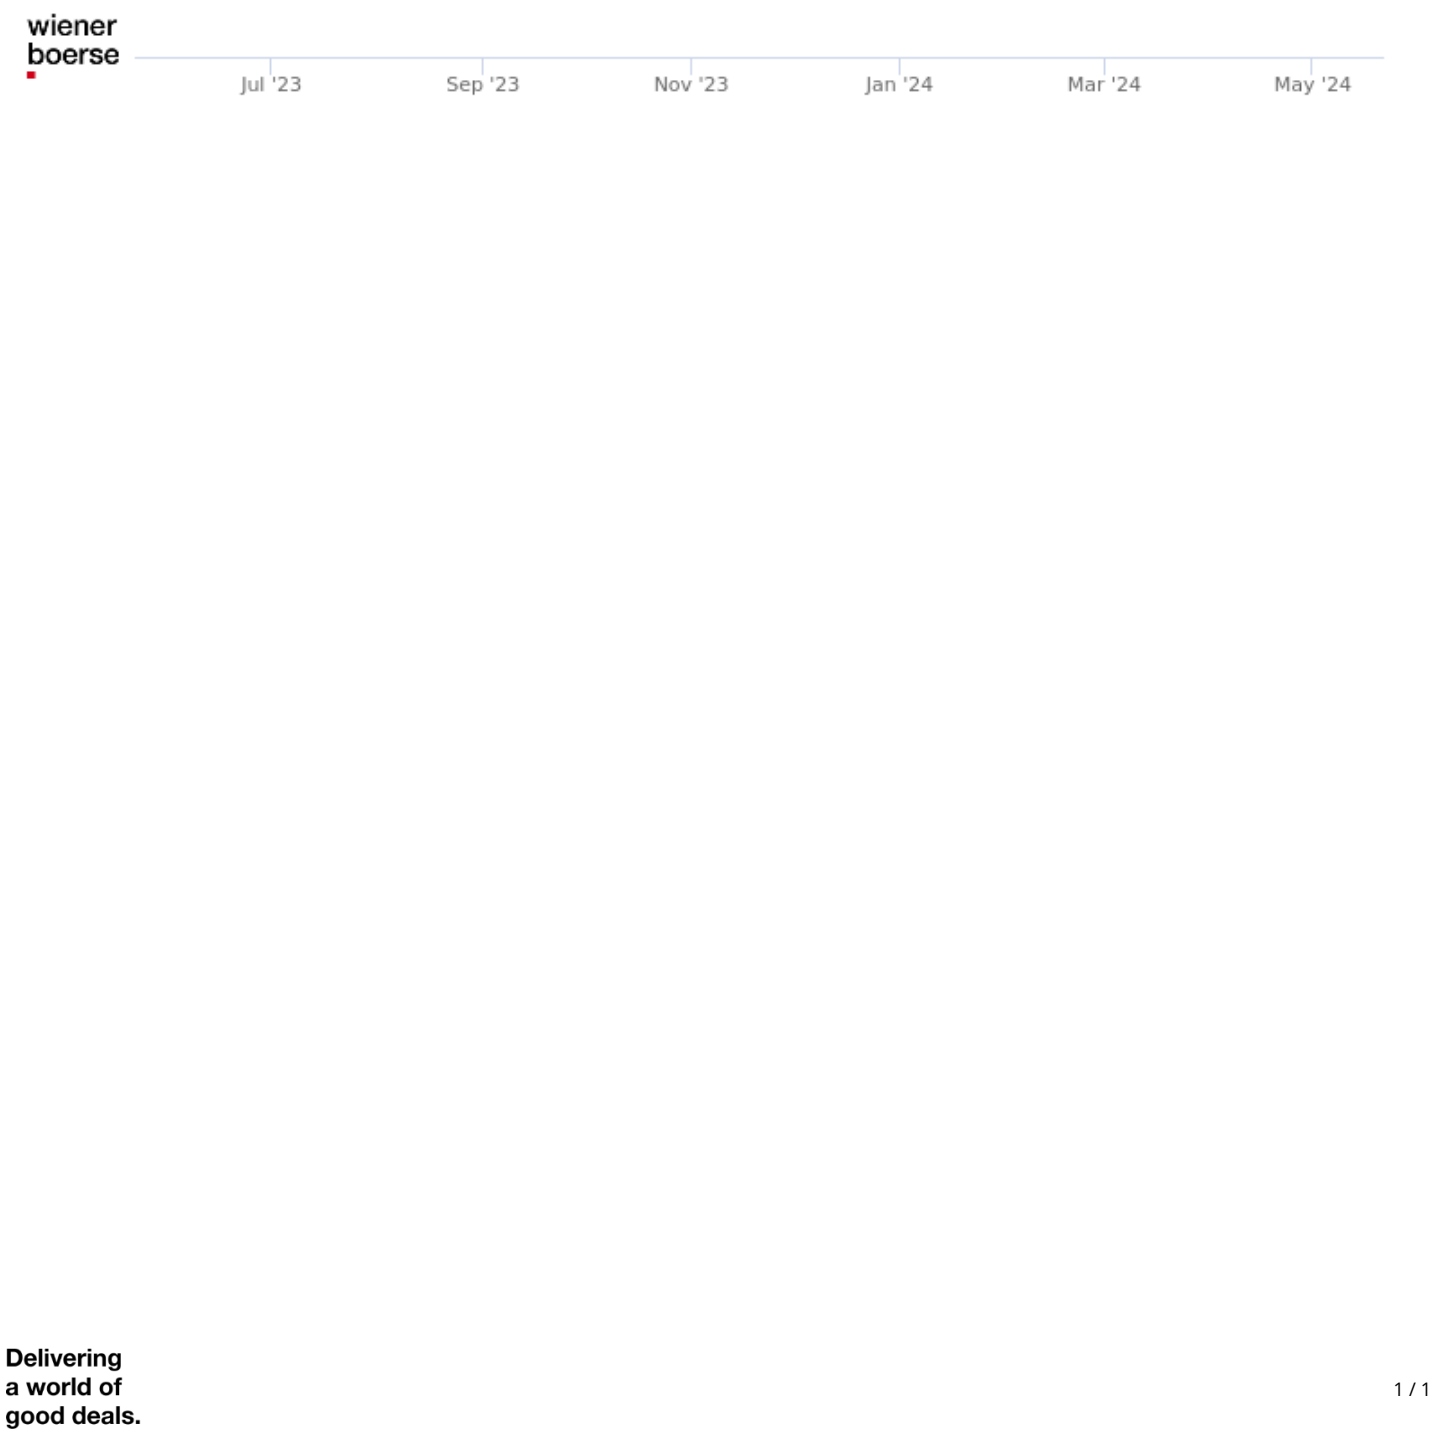 wiener
boerse
Jul '23 Sep '23 Nov '23 Jan '24 Mar '24 May '24
Delivering
a world of
good deals.
1 / 1